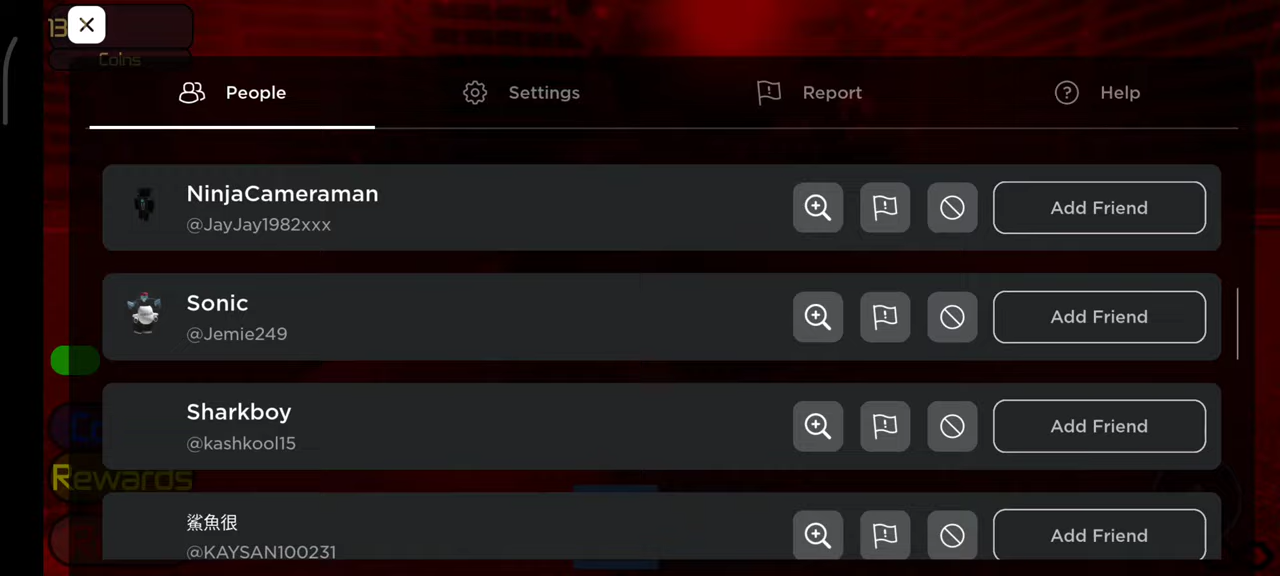 13
Coins
People
Settings
Report
Help
NinjaCameraman
@JayJay1982xxx
Add Friend
Sonic
@Jemie249
Add Friend
Sharkboy
@kashkool15
Add Friend
Rewards
鯊魚很
@KAYSAN100231
Add Friend